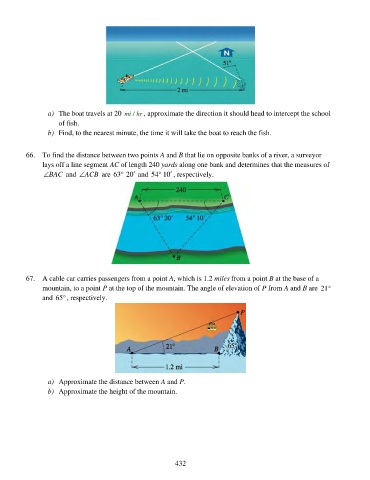 N
51°
2 mi
a) The boat travels at 20 mi / hr, approximate the direction it should head to intercept the school
of fish.
b) Find, to the nearest minute, the time it will take the boat to reach the fish.
66. To find the distance between two points A and B that lie on opposite banks of a river, a surveyor
lays off a line segment AC of length 240 yards along one bank and determines that the measures of
∠BAC and ∠ACB are 63° 20′ and 54° 10′, respectively.
240
A C
63° 20′ 54° 10′
B
67. A cable car carries passengers from a point A, which is 1.2 miles from a point B at the base of a
mountain, to a point P at the top of the mountain. The angle of elevation of P from A and B are 21°
and 65°, respectively.
P
A 21° B 65°
1.2 mi
a) Approximate the distance between A and P.
b) Approximate the height of the mountain.
432